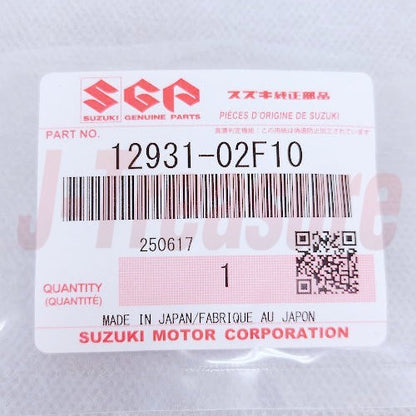 SGP
スズキ純正部品
SUZUKI GENUINE PARTS
PIÈCES D'ORIGINE DE SUZUKI
PART NO.
12931-02F10
250617
QUANTITY
(QUANTITÉ)
1
MADE IN JAPAN/FABRIQUE AU JAPON
SUZUKI MOTOR CORPORATION
J-Treasure